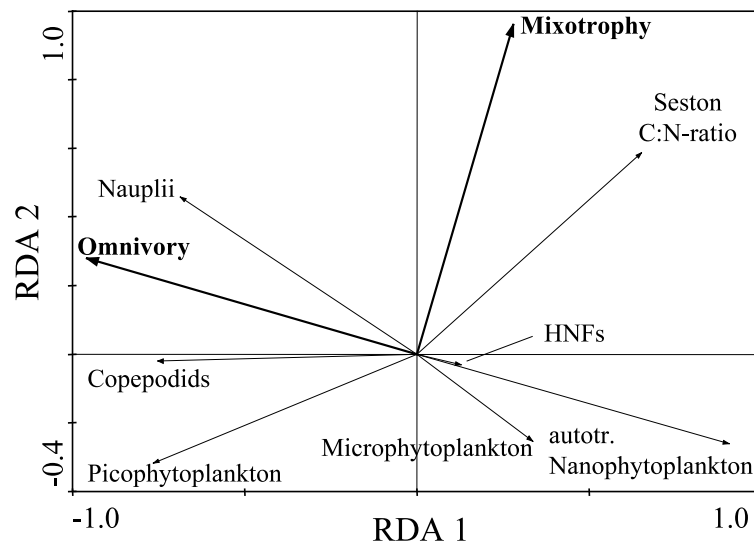 1.0
Mixotrophy
Seston
C:N-ratio
Nauplii
RDA 2
Omnivory
HNFs
Copepodids
Microphytoplankton
autotr.
Nanophytoplankton
Picophytoplankton
-0.4
-1.0
RDA 1
1.0